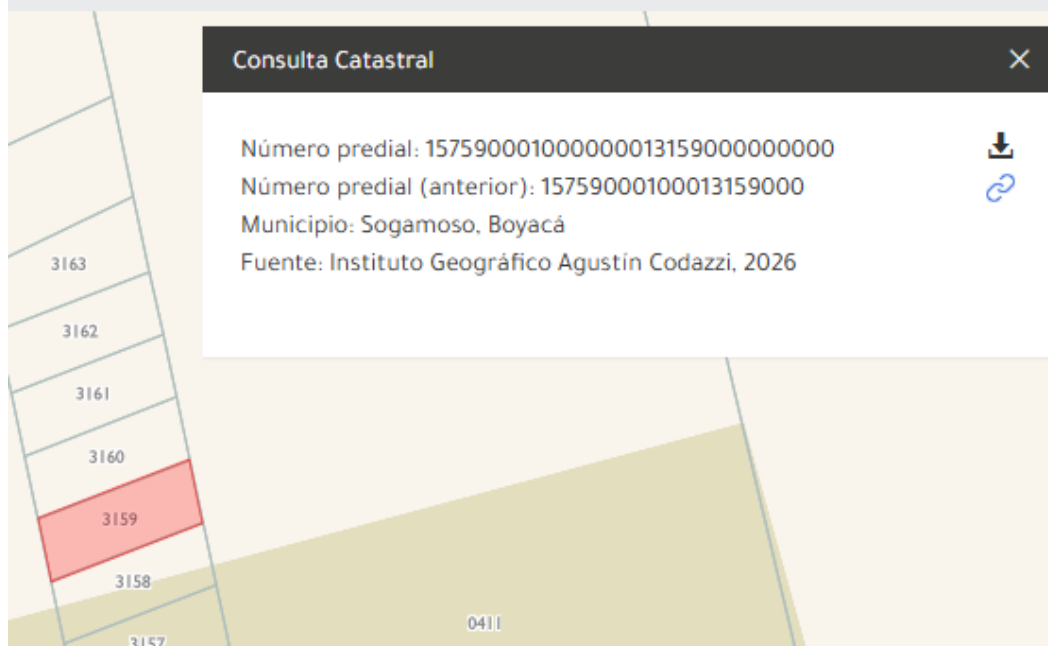 Consulta Catastral
Número predial: 157590001000000013159000000000
Número predial (anterior): 15759000100013159000
Municipio: Sogamoso, Boyacá
Fuente: Instituto Geográfico Agustín Codazzi, 2026
3163
3162
3161
3160
3159
3158
0411
3157